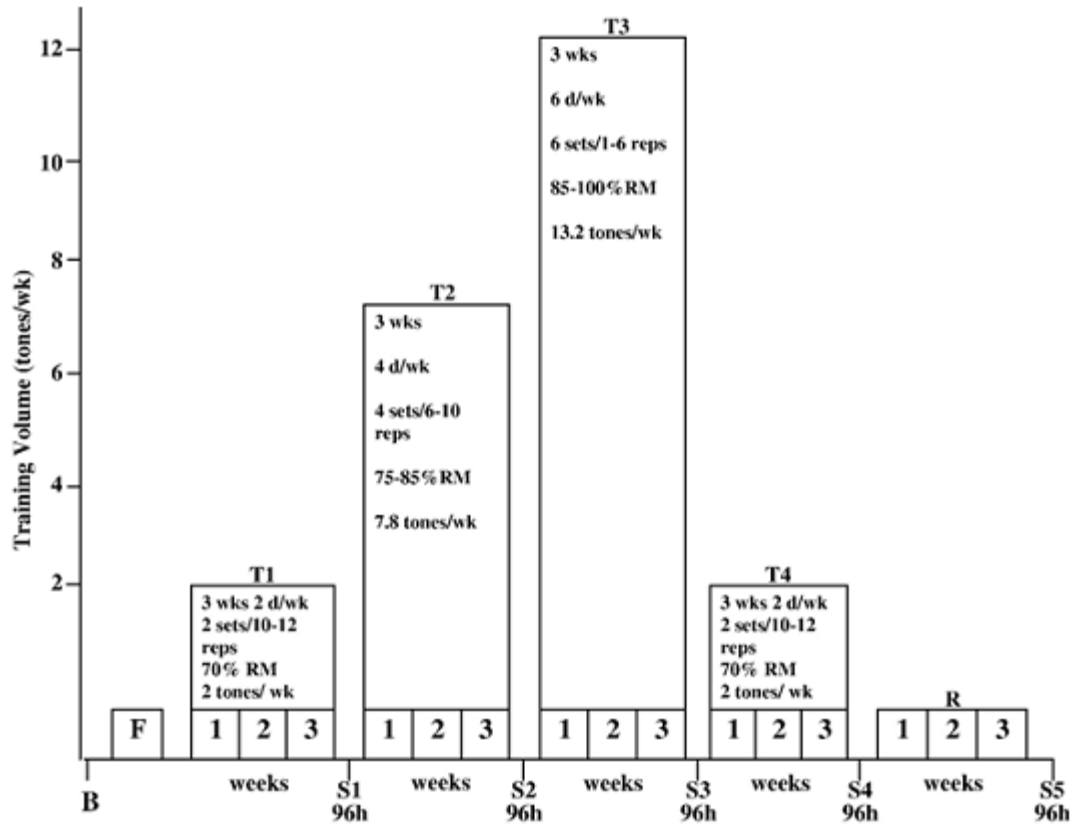 Training Volume (tones/wk)
12
10
8
6
4
2
T1
3 wks 2 d/wk
2 sets/10-12
reps
70% RM
2 tones/ wk
T2
3 wks
4 d/wk
4 sets/6-10
reps
75-85%RM
7.8 tones/wk
T3
3 wks
6 d/wk
6 sets/1-6 reps
85-100%RM
13.2 tones/wk
T4
3 wks 2 d/wk
2 sets/10-12
reps
70% RM
2 tones/ wk
R
F
1 2 3
1 2 3
1 2 3
1 2 3
1 2 3
B
weeks
S1
96h
weeks
S2
96h
weeks
S3
96h
weeks
S4
96h
weeks
S5
96h